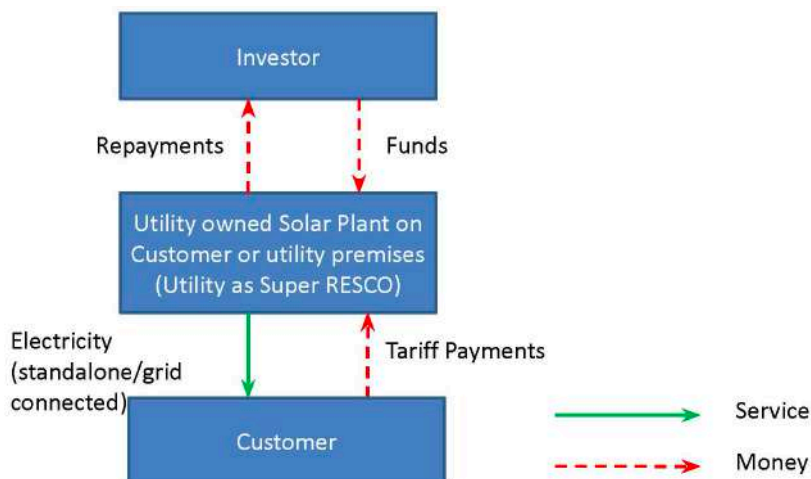 Investor
Repayments
Funds
Utility owned Solar Plant on
Customer or utility premises
(Utility as Super RESCO)
Electricity
(standalone/grid
connected)
Tariff Payments
Customer
Service
Money